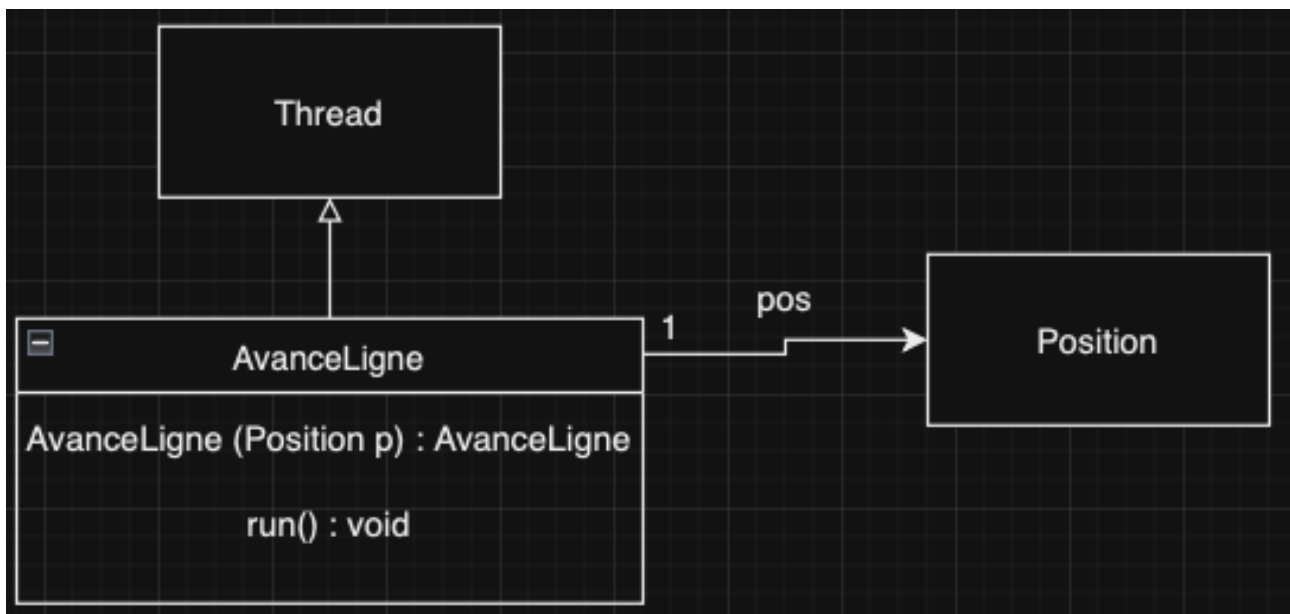 Thread
pos
1
Position
AvanceLigne
AvanceLigne (Position p) : AvanceLigne
run() : void